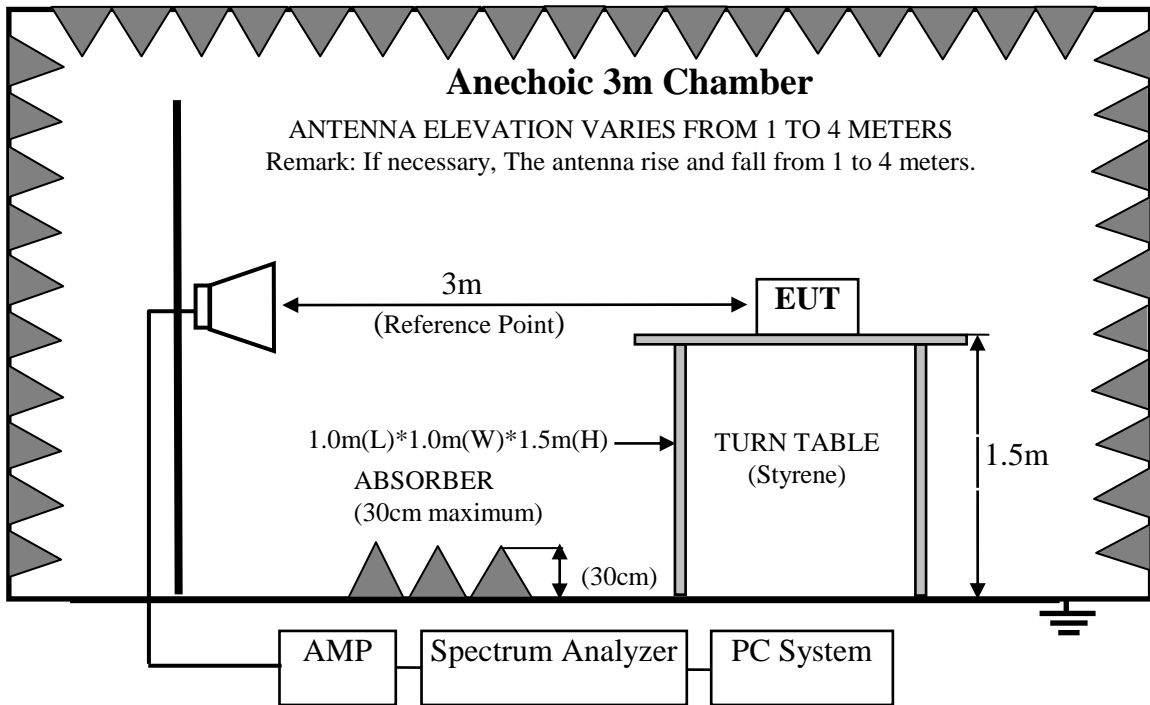 Anechoic 3m Chamber
ANTENNA ELEVATION VARIES FROM 1 TO 4 METERS
Remark: If necessary, The antenna rise and fall from 1 to 4 meters.
3m
(Reference Point)
EUT
1.0m(L)*1.0m(W)*1.5m(H)
TURN TABLE
(Styrene)
1.5m
ABSORBER
(30cm maximum)
(30cm)
AMP
Spectrum Analyzer
PC System